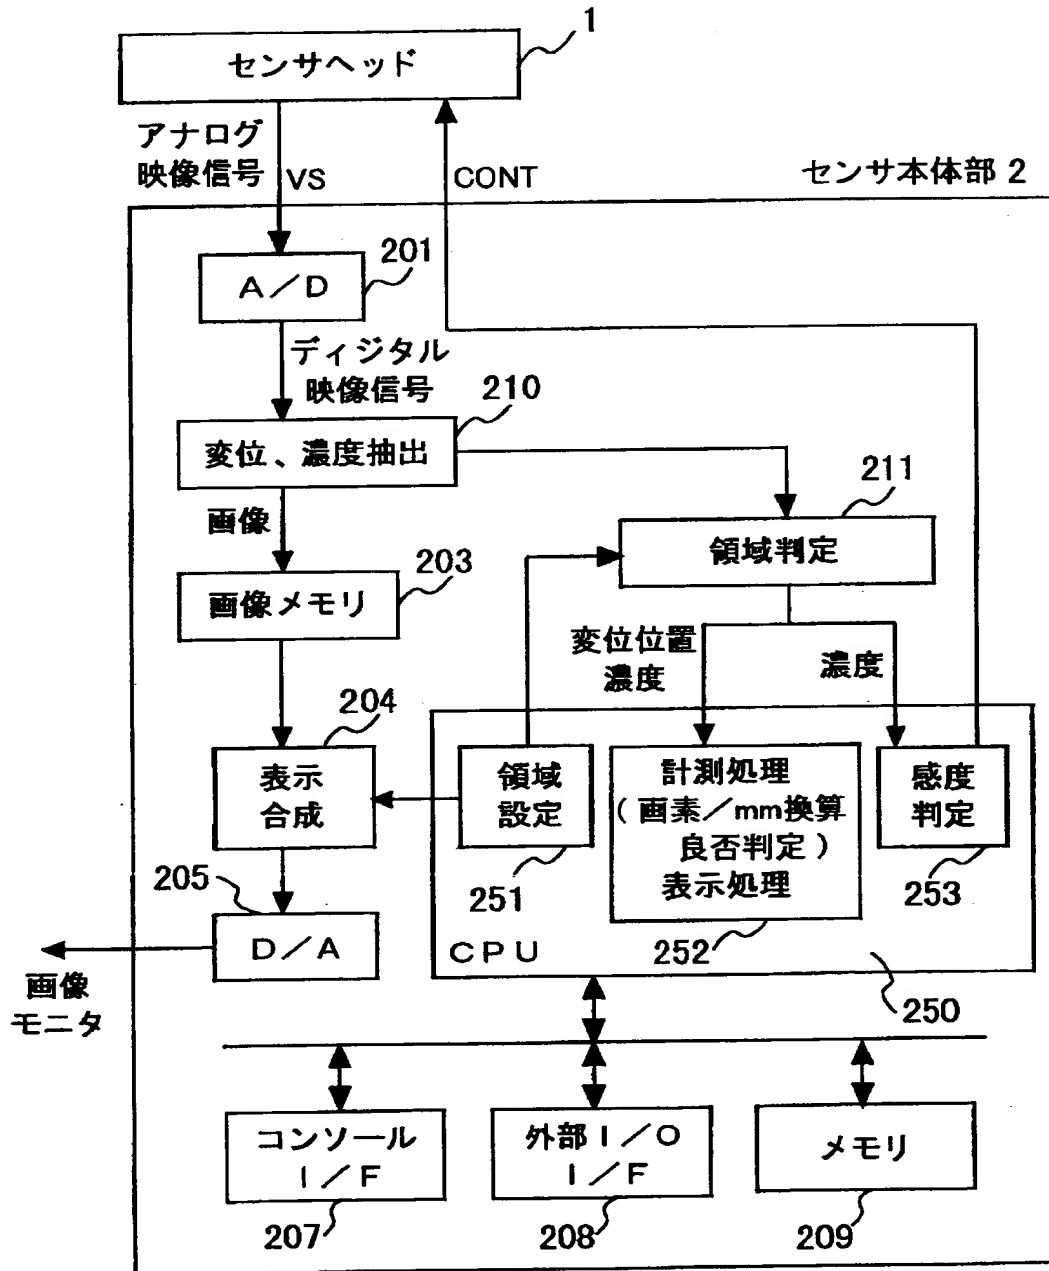 1
センサヘッド
アナログ
映像信号
VS
CONT
センサ本体部 2
201
A/D
ディジタル
映像信号
210
変位、濃度抽出
211
画像
領域判定
203
画像メモリ
変位位置
濃度
濃度
204
表示
合成
領域
設定
計測処理
(画素/mm換算
良否判定)
表示処理
感度
判定
205
251
253
D/A
CPU
252
画像
モニタ
250
コンソール
I/F
外部I/O
I/F
メモリ
207
208
209